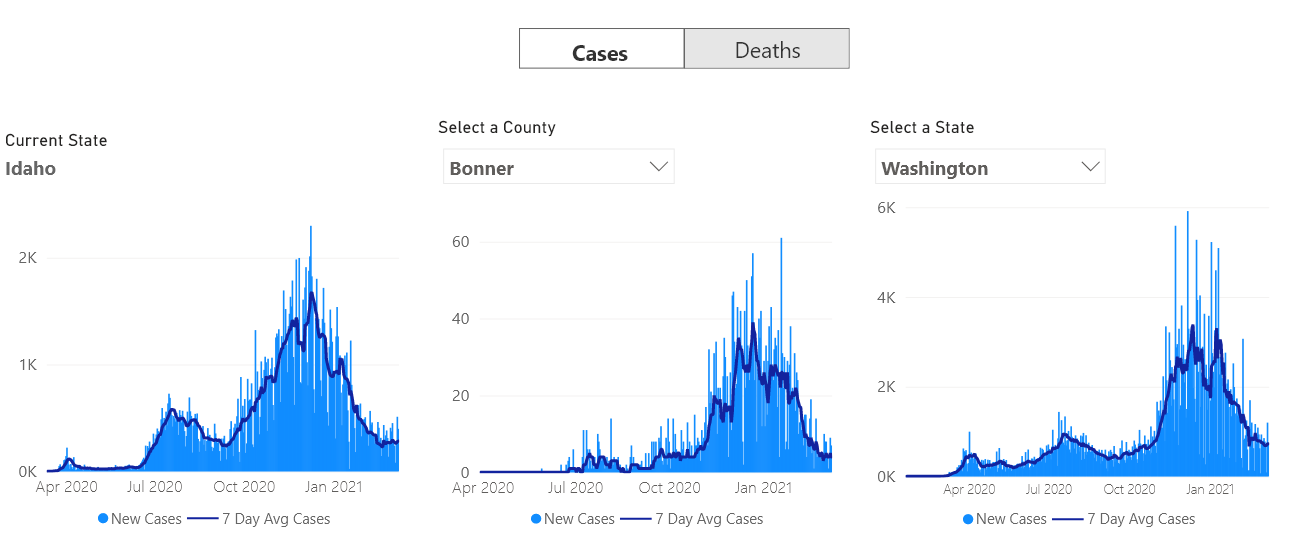 Cases Deaths
Current State
Idaho
2K
1K
0K
Apr 2020 Jul 2020 Oct 2020 Jan 2021
New Cases 7 Day Avg Cases
Select a County
Bonner
60
40
20
0
Apr 2020 Jul 2020 Oct 2020 Jan 2021
New Cases 7 Day Avg Cases
Select a State
Washington
6K
4K
2K
0K
Apr 2020 Jul 2020 Oct 2020 Jan 2021
New Cases 7 Day Avg Cases